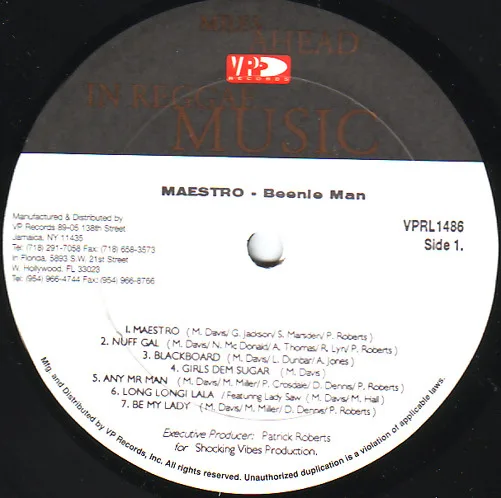 MILES
AHEAD
VP
RECORDS
IN REGGAE
MUSIC
MAESTRO - Beenie Man
Manufactured & Distributed by
VP Records 89-05 138th Street
Jamaica, NY 11435
Tel: (718) 291-7058 Fax: (718) 658-3573
In Florida, 5893 S.W. 21st Street
W. Hollywood, FL 33023
Tel: (954) 966-4744 Fax: (954) 966-8766
VPRL1486
Side 1.
1. MAESTRO ( M. Davis/ G. Jackson/ S. Marsden/ P. Roberts )
2. NUFF GAL ( M. Davis/ N. Mc Donald/ A. Thomas/ R. Lyn/ P. Roberts )
3. BLACKBOARD ( M. Davis/ L. Dunbar/ A. Jones )
4. GIRLS DEM SUGAR ( M. Davis )
5. ANY MR MAN ( M. Davis/ M. Miller/ P. Crosdale/ D. Dennis/ P. Roberts )
6. LONG LONGI LALA / Featuring Lady Saw ( M. Davis/ M. Hall )
7. BE MY LADY ( M. Davis/ M. Miller/ D. Dennis/ P. Roberts )
Executive Producer: Patrick Roberts
for Shocking Vibes Production.
Mfg. and Distributed by VP Records, Inc. All rights reserved. Unauthorized duplication is a violation of applicable laws.